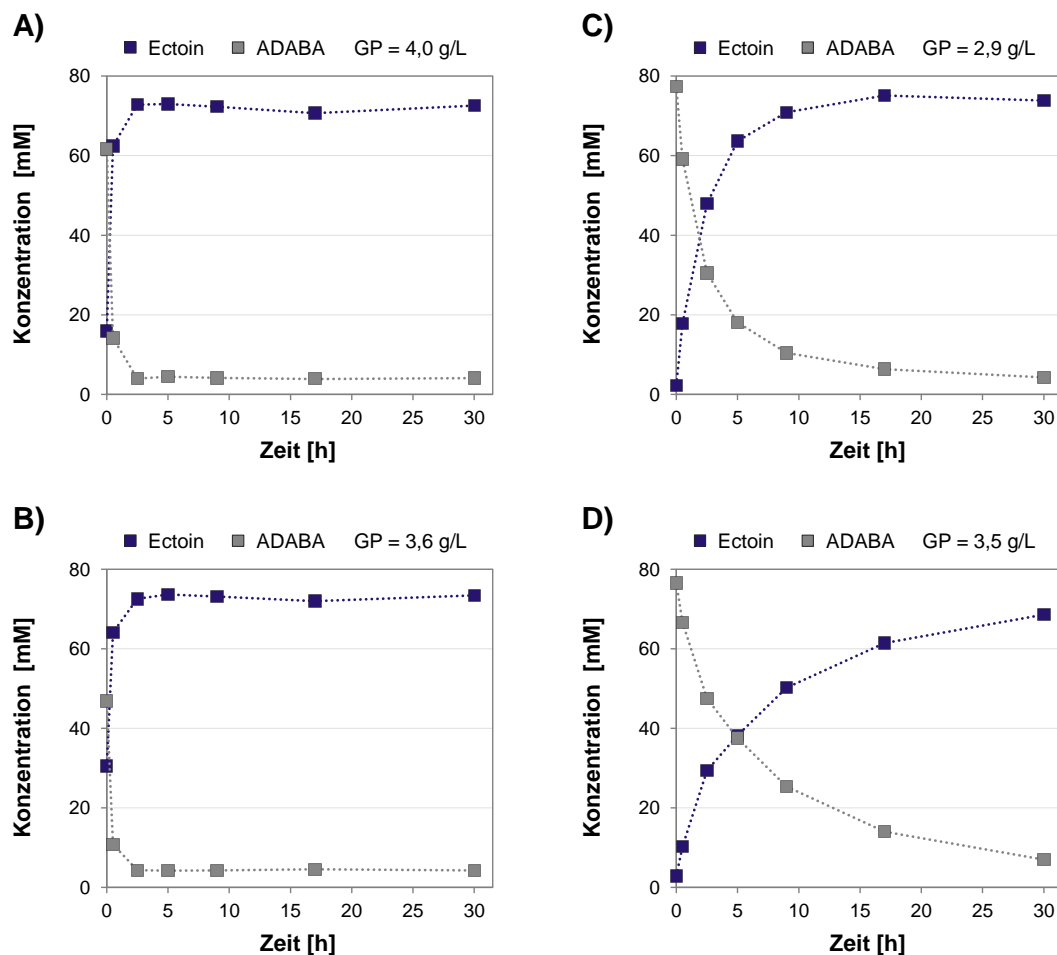 A)
Ectoin ADABA GP = 4,0 g/L
80
60
40
20
0
Konzentration [mM]
0 5 10 15 20 25 30
Zeit [h]
C)
Ectoin ADABA GP = 2,9 g/L
80
60
40
20
0
Konzentration [mM]
0 5 10 15 20 25 30
Zeit [h]
B)
Ectoin ADABA GP = 3,6 g/L
80
60
40
20
0
Konzentration [mM]
0 5 10 15 20 25 30
Zeit [h]
D)
Ectoin ADABA GP = 3,5 g/L
80
60
40
20
0
Konzentration [mM]
0 5 10 15 20 25 30
Zeit [h]